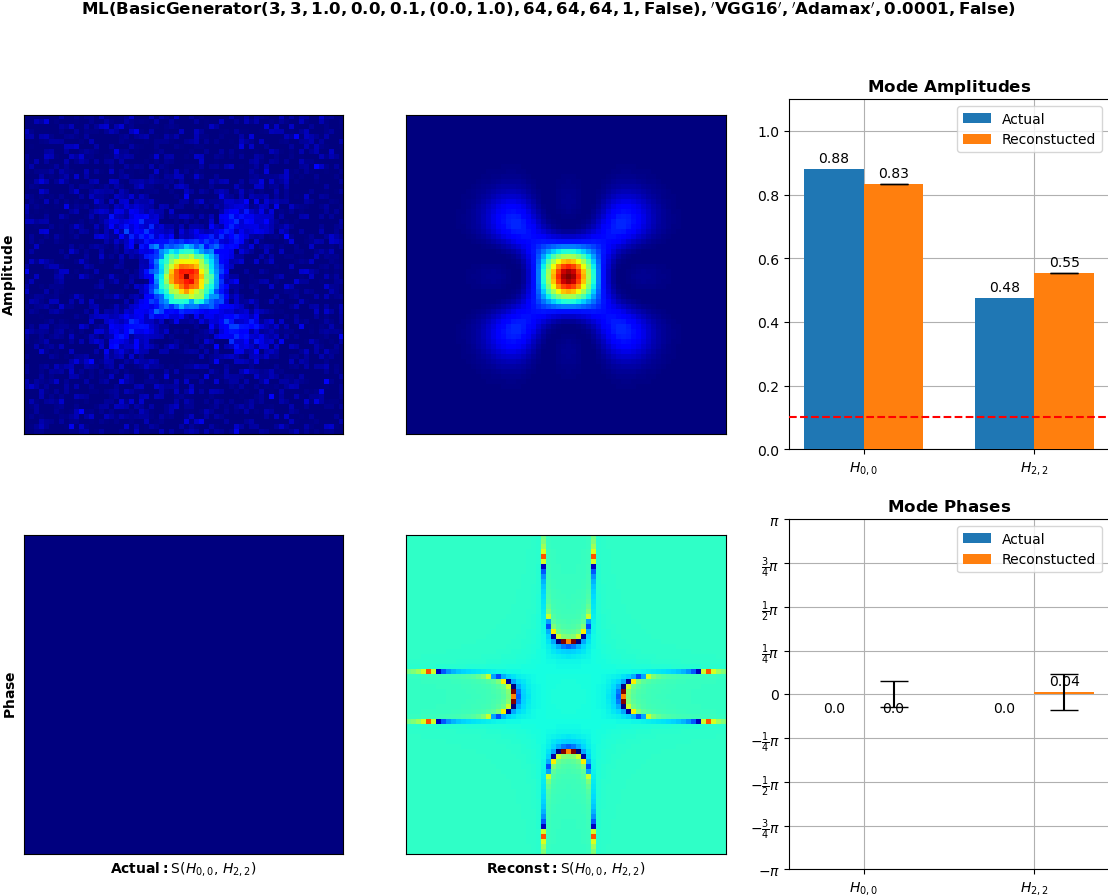 ML(BasicGenerator(3, 3, 1.0, 0.0, 0.1, (0.0, 1.0), 64, 64, 64, 1, False), 'VGG16', 'Adamax', 0.0001, False)
Amplitude
Mode Amplitudes
Actual
Reconstucted
1.0
0.8
0.6
0.4
0.2
0.0
0.88
0.83
0.48
0.55
H0,0
H2,2
Phase
Actual: S(H0,0, H2,2)
Reconst: S(H0,0, H2,2)
Mode Phases
Actual
Reconstucted
π
3/4π
1/2π
1/4π
0
−1/4π
−1/2π
−3/4π
−π
0.0
0.0
0.0
0.04
H0,0
H2,2